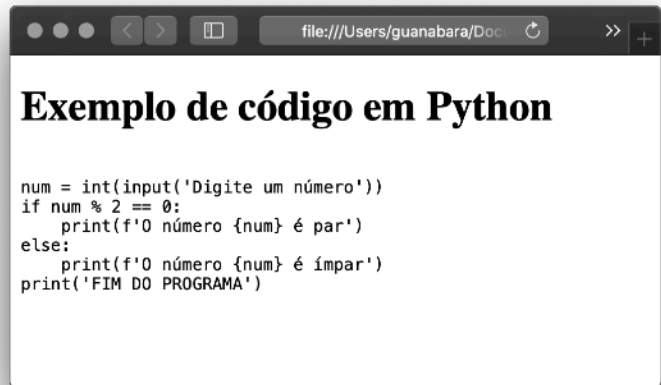 file:///Users/guanabara/Doc
Exemplo de código em Python
num = int(input('Digite um número'))
if num % 2 == 0:
    print(f'O número {num} é par')
else:
    print(f'O número {num} é ímpar')
print('FIM DO PROGRAMA')